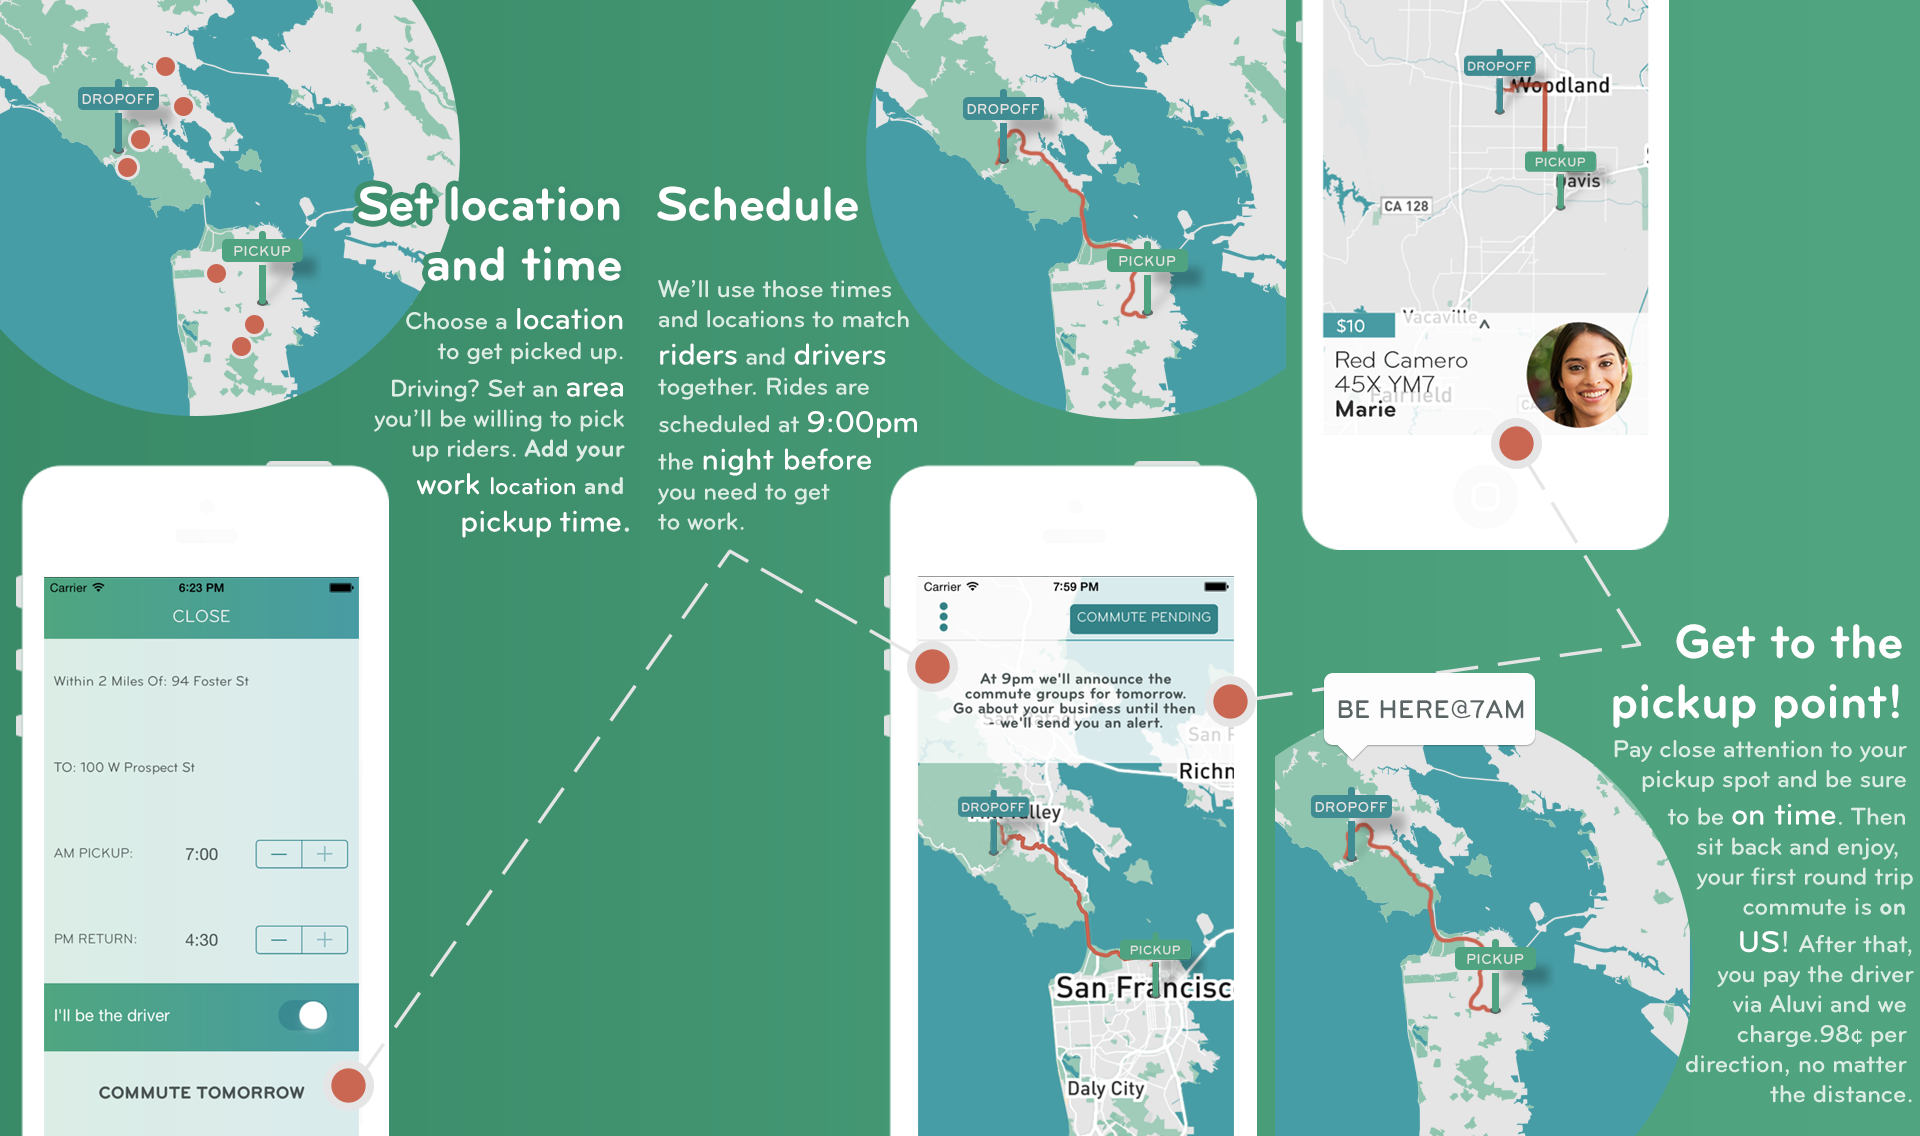 DROPOFF
PICKUP
Set location
and time
Choose a location
to get picked up.
Driving? Set an area
you'll be willing to pick
up riders. Add your
work location and
pickup time.
Carrier
6:23 PM
CLOSE
Within 2 Miles Of: 94 Foster St
TO: 100 W Prospect St
AM PICKUP: 7:00 − +
PM RETURN: 4:30 − +
I'll be the driver
COMMUTE TOMORROW
Schedule
We'll use those times
and locations to match
riders and drivers
together. Rides are
scheduled at 9:00pm
the night before
you need to get
to work.
DROPOFF
PICKUP
Carrier
7:59 PM
COMMUTE PENDING
At 9pm we'll announce the
commute groups for tomorrow.
Go about your business until then
- we'll send you an alert.
San Rafael
San
Richn
DROPOFF
Mill Valley
PICKUP
San Francisc
Daly City
DROPOFF
Woodland
PICKUP
Davis
CA 128
Vacaville
$10
Red Camero
45X YM7
Fairfield
CA
Marie
Get to the
pickup point!
BE HERE@7AM
DROPOFF
PICKUP
Pay close attention to your
pickup spot and be sure
to be on time. Then
sit back and enjoy,
your first round trip
commute is on
US! After that,
you pay the driver
via Aluvi and we
charge.98¢ per
direction, no matter
the distance.